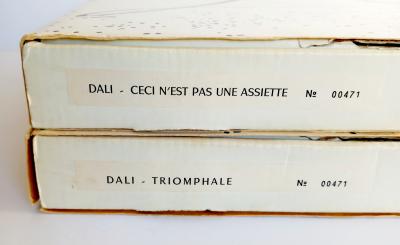 DALI - CECI N'EST PAS UNE ASSIETTE № 00471
DALI - TRIOMPHALE № 00471